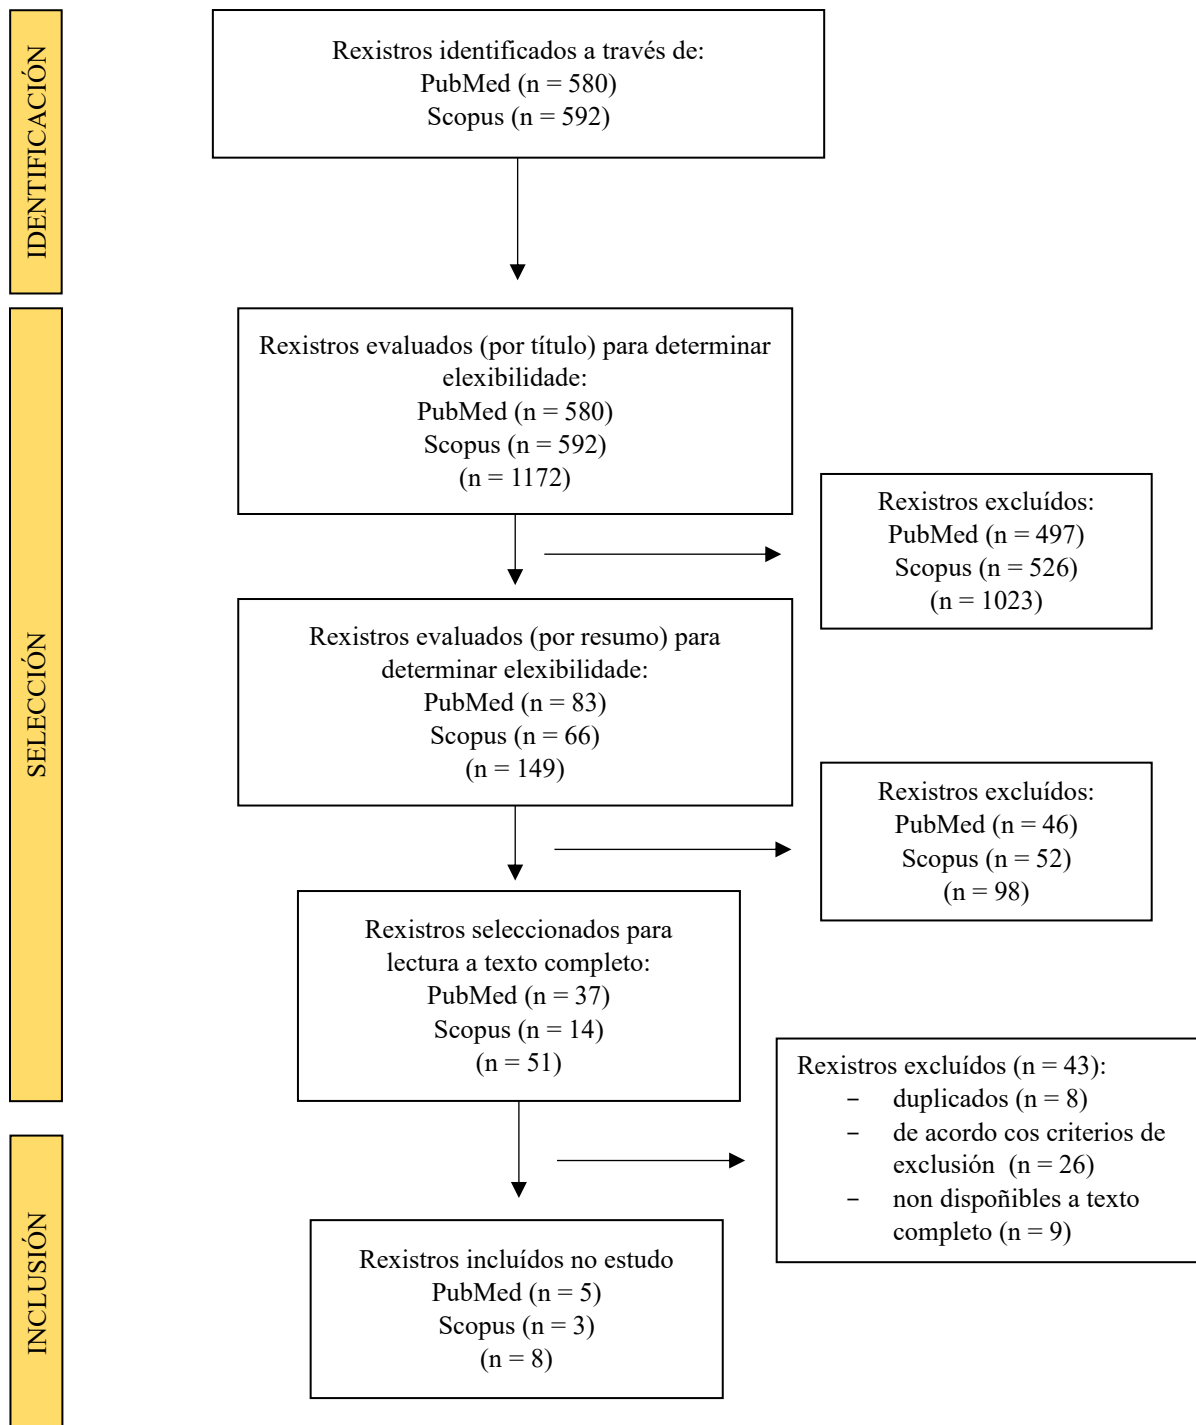 IDENTIFICACIÓN
Rexistros identificados a través de:
PubMed (n = 580)
Scopus (n = 592)
SELECCIÓN
Rexistros evaluados (por título) para determinar
elexibilidade:
PubMed (n = 580)
Scopus (n = 592)
(n = 1172)
Rexistros excluídos:
PubMed (n = 497)
Scopus (n = 526)
(n = 1023)
Rexistros evaluados (por resumo) para
determinar elexibilidade:
PubMed (n = 83)
Scopus (n = 66)
(n = 149)
Rexistros excluídos:
PubMed (n = 46)
Scopus (n = 52)
(n = 98)
Rexistros seleccionados para
lectura a texto completo:
PubMed (n = 37)
Scopus (n = 14)
(n = 51)
Rexistros excluídos (n = 43):
− duplicados (n = 8)
− de acordo cos criterios de
exclusión (n = 26)
− non dispoñibles a texto
completo (n = 9)
INCLUSIÓN
Rexistros incluídos no estudo
PubMed (n = 5)
Scopus (n = 3)
(n = 8)